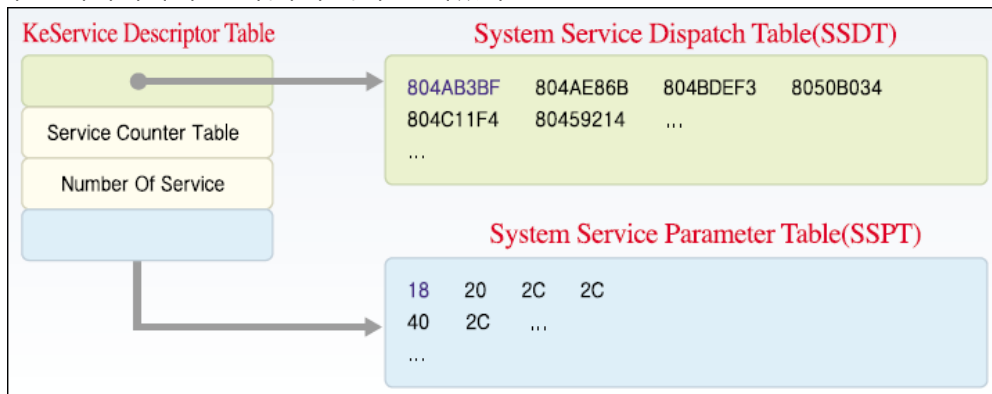 KeService Descriptor Table
System Service Dispatch Table(SSDT)
804AB3BF 804AE86B 804BDEF3 8050B034
804C11F4 80459214 ...
...
Service Counter Table
Number Of Service
System Service Parameter Table(SSPT)
18 20 2C 2C
40 2C ...
...